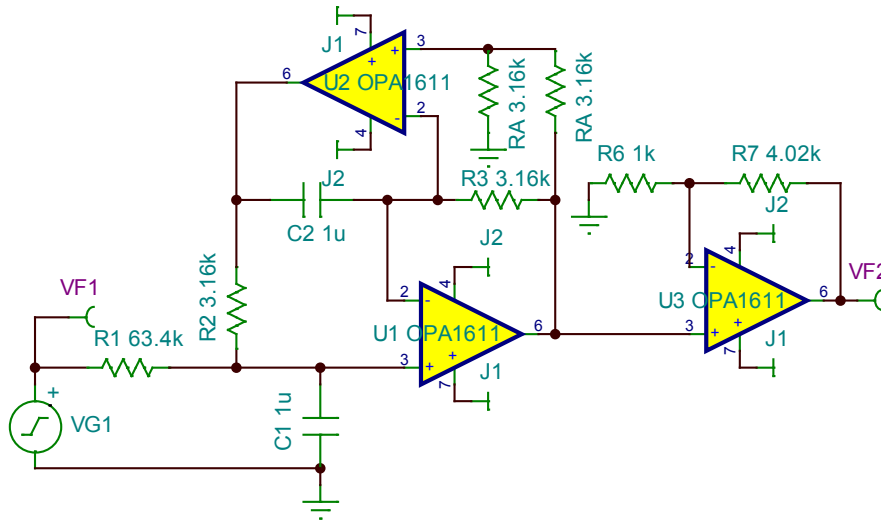 7
J1
3
+
+
6
U2 OPA1611
2
-
4
J2
RA 3.16k
RA 3.16k
R6 1k
R7 4.02k
R3 3.16k
C2 1u
J2
J2
VF1
R2 3.16k
R1 63.4k
2
-
4
U1 OPA1611
6
3
+
+
7
J1
2
-
4
U3 OPA1611
6
VF2
3
+
+
7
J1
+
VG1
C1 1u